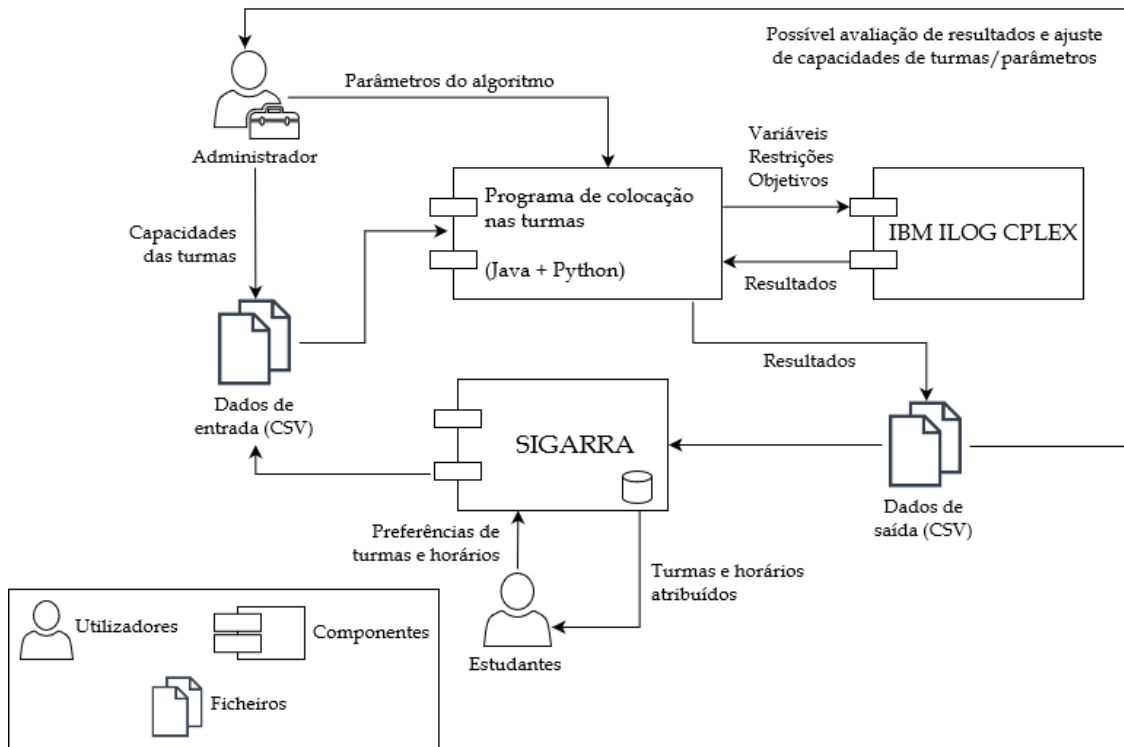 Possível avaliação de resultados e ajuste
de capacidades de turmas/parâmetros
Parâmetros do algoritmo
Administrador
Variáveis
Restrições
Objetivos
Programa de colocação
nas turmas
(Java + Python)
IBM ILOG CPLEX
Capacidades
das turmas
Resultados
Resultados
Dados de
entrada (CSV)
SIGARRA
Dados de
saída (CSV)
Preferências de
turmas e horários
Turmas e horários
atribuídos
Estudantes
Utilizadores
Componentes
Ficheiros